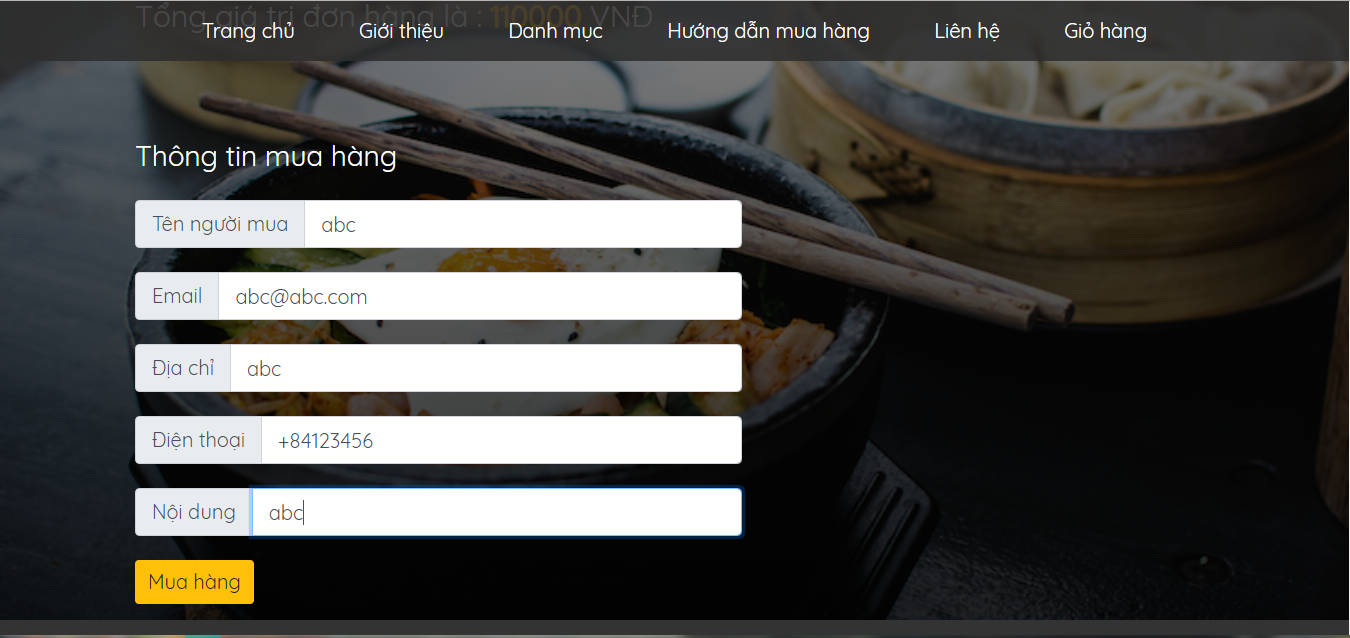 Tổng giá trị đơn hàng là : 110000 VNĐ
Trang chủ Giới thiệu Danh mục Hướng dẫn mua hàng Liên hệ Giỏ hàng
Thông tin mua hàng
Tên người mua abc
Email abc@abc.com
Địa chỉ abc
Điện thoại +84123456
Nội dung abc
Mua hàng